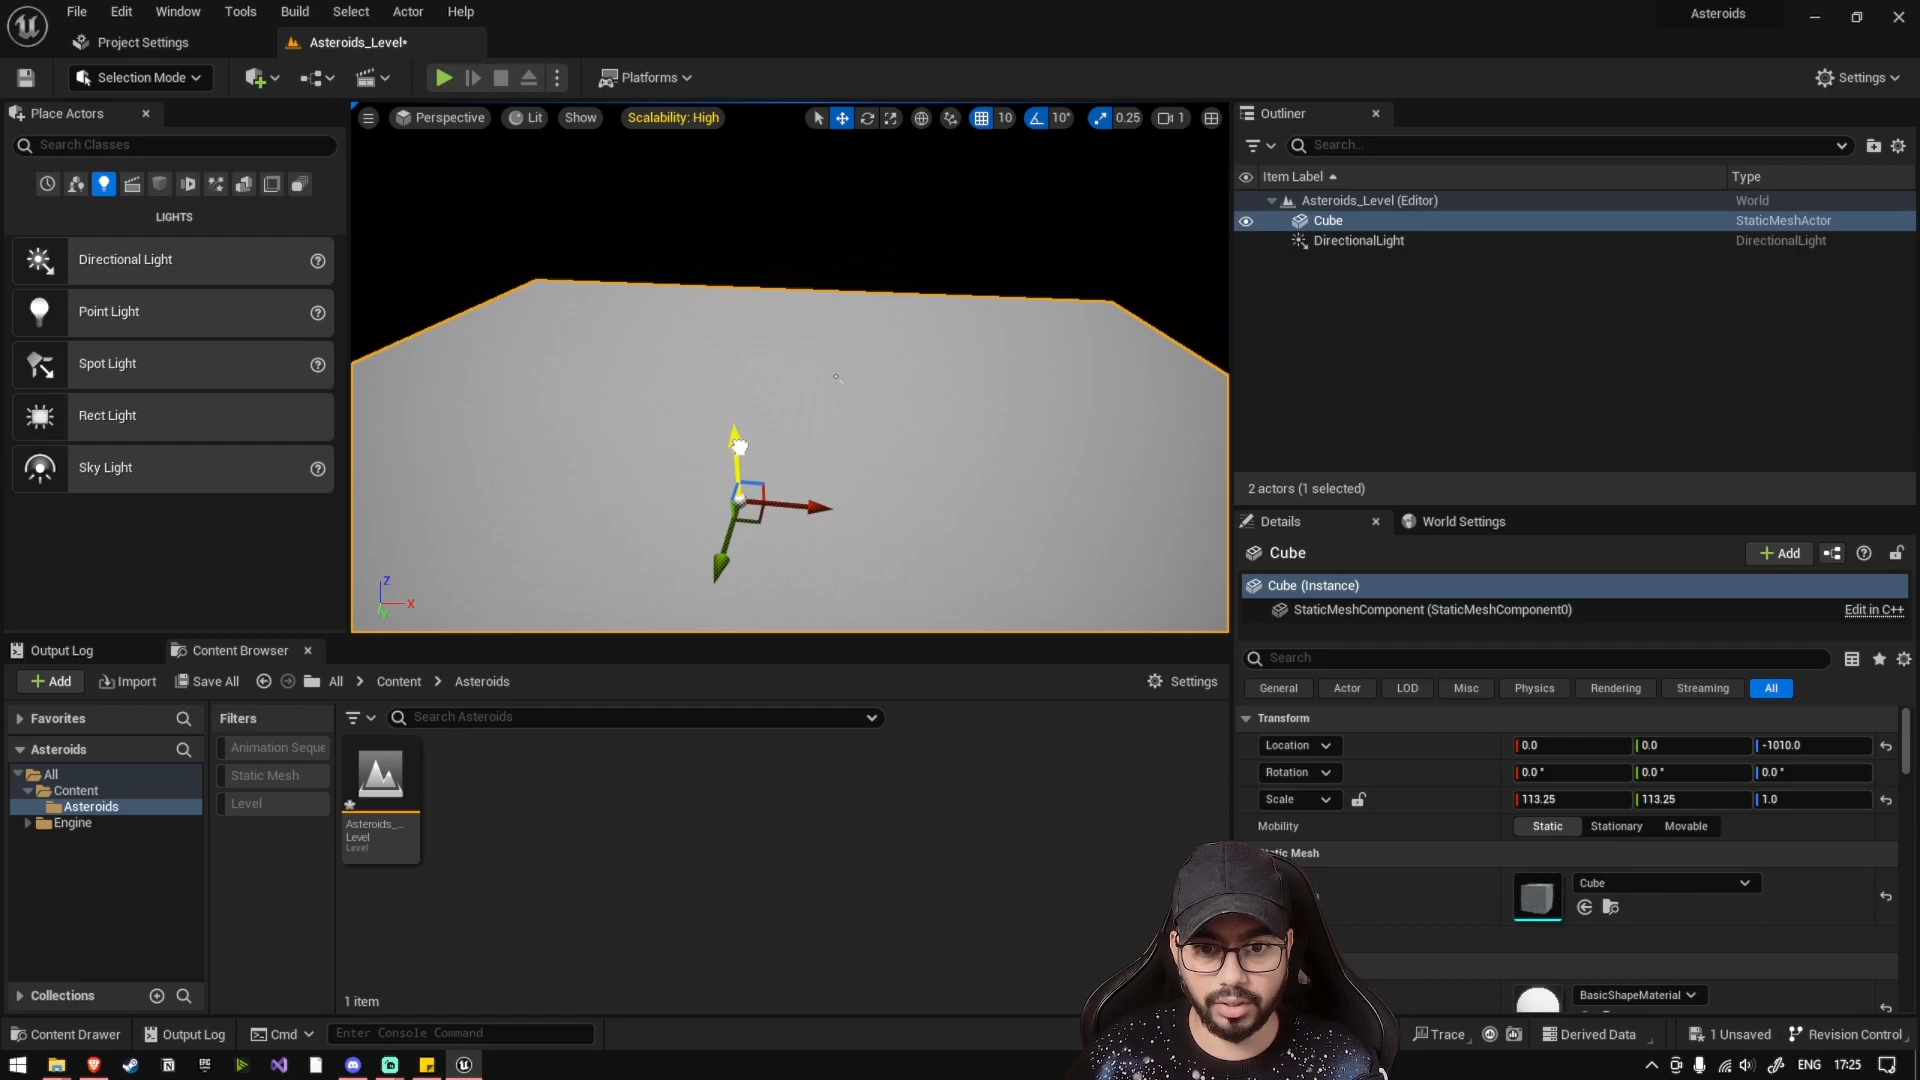 File Edit Window Tools Build Select Actor Help
Asteroids
Project Settings
Asteroids_Level*
Selection Mode
Platforms
Settings
Place Actors
Search Classes
LIGHTS
Directional Light
Point Light
Spot Light
Rect Light
Sky Light
Perspective Lit Show Scalability: High 10 10° 0.25 1
Z
X
Y
Outliner
Search...
Item Label Type
Asteroids_Level (Editor) World
Cube StaticMeshActor
DirectionalLight DirectionalLight
2 actors (1 selected)
Details World Settings
Cube
Add
Cube (Instance)
StaticMeshComponent (StaticMeshComponent0) Edit in C++
Search
General Actor LOD Misc Physics Rendering Streaming All
Transform
Location 0.0 0.0 -1010.0
Rotation 0.0 ° 0.0 ° 0.0 °
Scale 113.25 113.25 1.0
Mobility Static Stationary Movable
Static Mesh
Cube
BasicShapeMaterial
Output Log
Content Browser
Add Import Save All All Content Asteroids Settings
Favorites
Asteroids
All
Content
Asteroids
Engine
Collections
Filters
Animation Seque
Static Mesh
Level
Search Asteroids
Asteroids_...
Level
Level
1 item
Content Drawer Output Log Cmd Enter Console Command Trace Derived Data 1 Unsaved Revision Control
EPIC
ENG 17:25